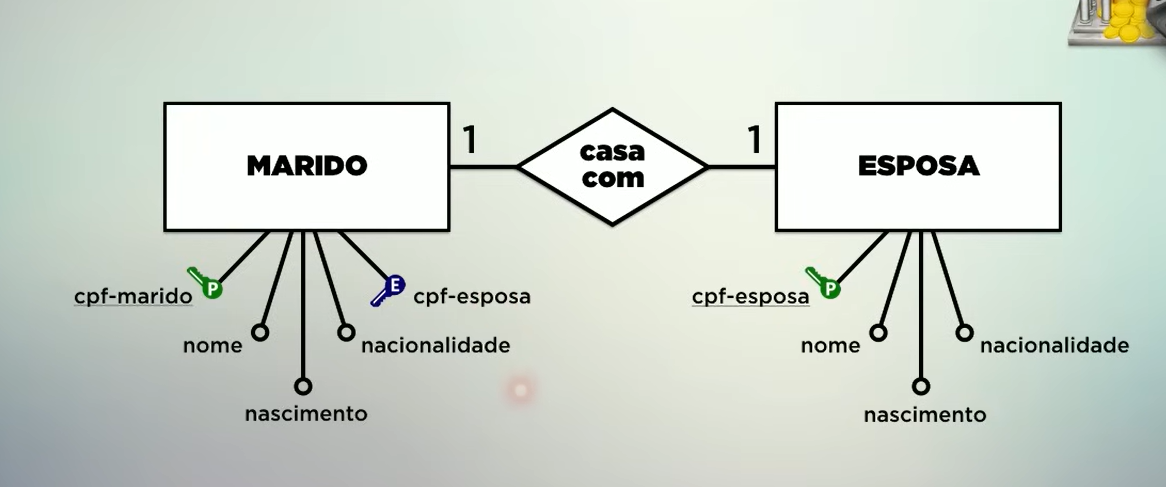 MARIDO
1
casa
com
1
ESPOSA
P
cpf-marido
E
cpf-esposa
nome
nacionalidade
nascimento
P
cpf-esposa
nome
nacionalidade
nascimento